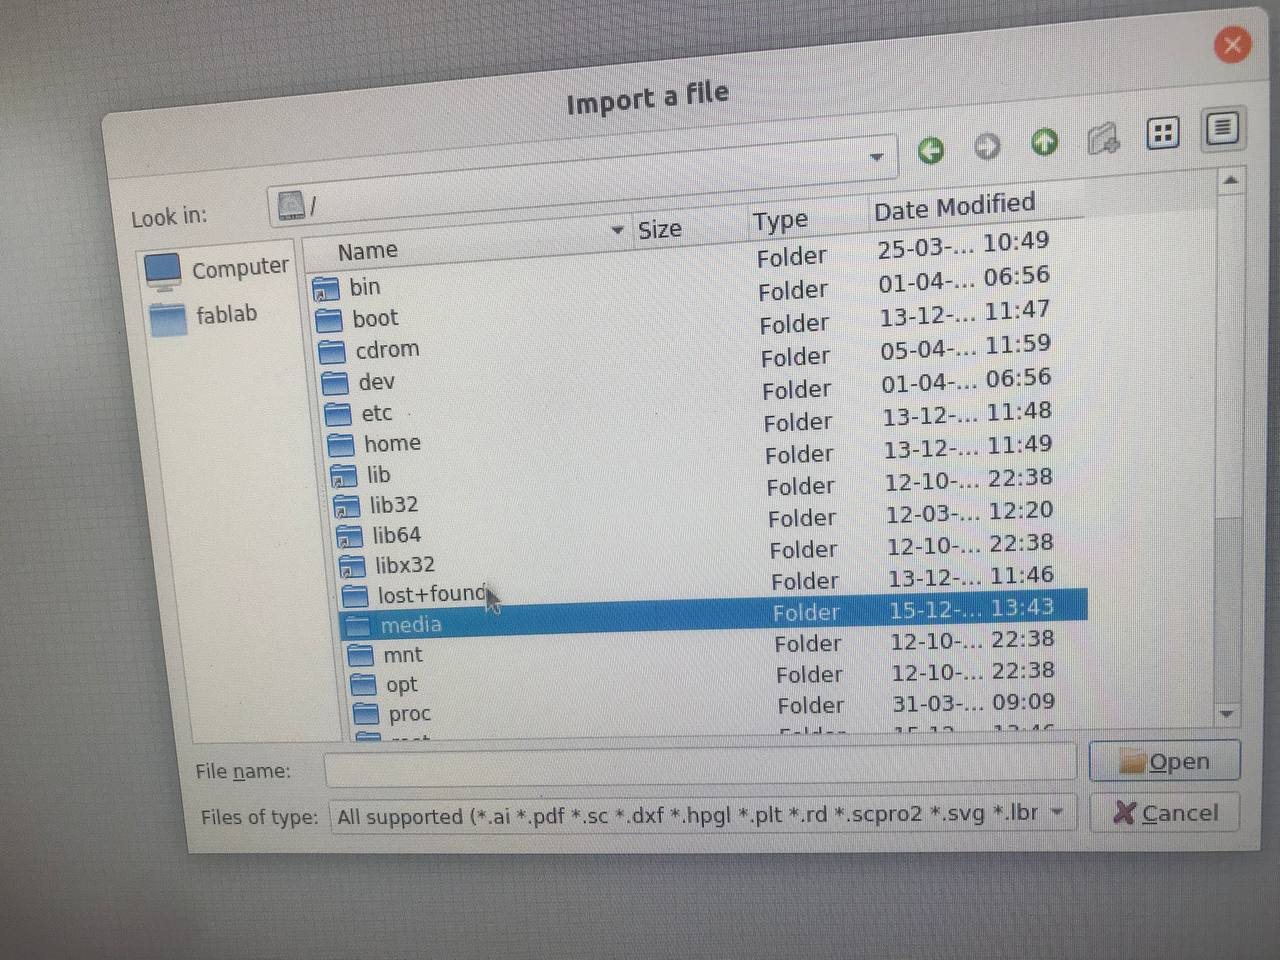 Import a file
Look in: /
Computer
fablab
Name Size Type Date Modified
bin Folder 25-03-... 10:49
boot Folder 01-04-... 06:56
cdrom Folder 13-12-... 11:47
dev Folder 05-04-... 11:59
etc Folder 01-04-... 06:56
home Folder 13-12-... 11:48
lib Folder 13-12-... 11:49
lib32 Folder 12-10-... 22:38
lib64 Folder 12-03-... 12:20
libx32 Folder 12-10-... 22:38
lost+found Folder 13-12-... 11:46
media Folder 15-12-... 13:43
mnt Folder 12-10-... 22:38
opt Folder 12-10-... 22:38
proc Folder 31-03-... 09:09
File name: Open
Files of type: All supported (*.ai *.pdf *.sc *.dxf *.hpgl *.plt *.rd *.scpro2 *.svg *.lbr Cancel